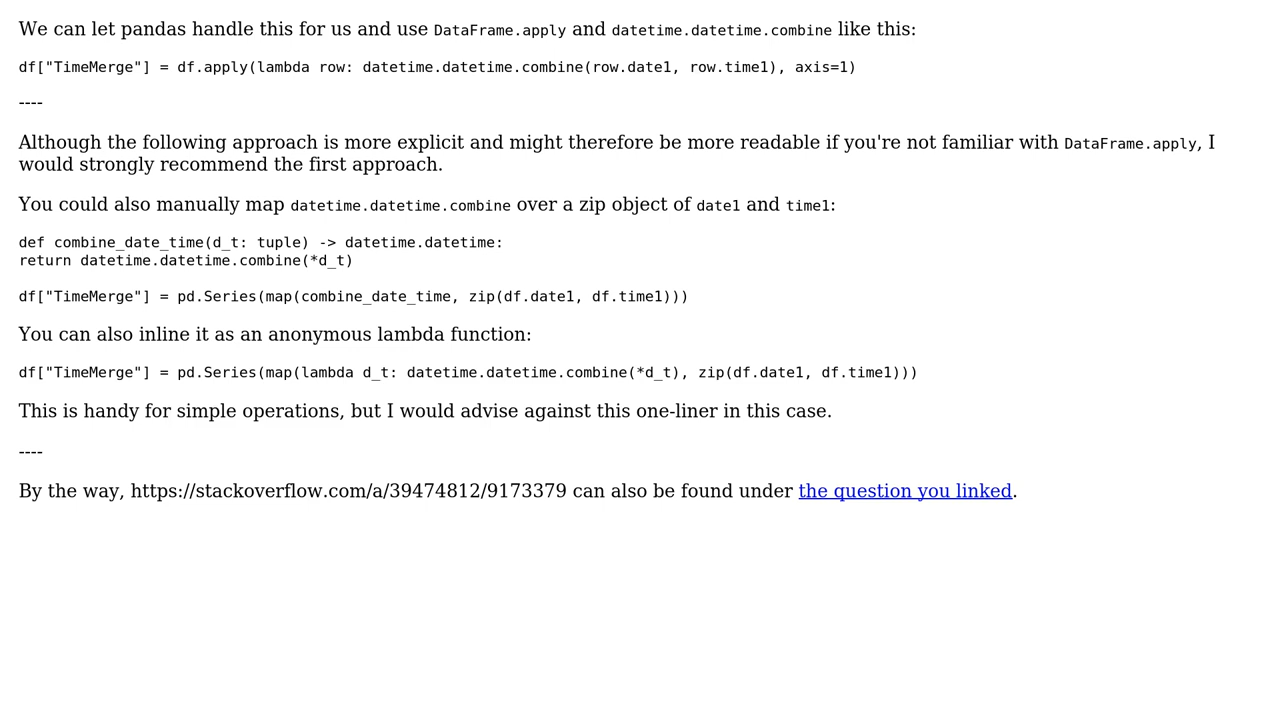 We can let pandas handle this for us and use DataFrame.apply and datetime.datetime.combine like this:
df["TimeMerge"] = df.apply(lambda row: datetime.datetime.combine(row.date1, row.time1), axis=1)
----
Although the following approach is more explicit and might therefore be more readable if you're not familiar with DataFrame.apply, I
would strongly recommend the first approach.
You could also manually map datetime.datetime.combine over a zip object of date1 and time1:
def combine_date_time(d_t: tuple) -> datetime.datetime:
return datetime.datetime.combine(*d_t)
df["TimeMerge"] = pd.Series(map(combine_date_time, zip(df.date1, df.time1)))
You can also inline it as an anonymous lambda function:
df["TimeMerge"] = pd.Series(map(lambda d_t: datetime.datetime.combine(*d_t), zip(df.date1, df.time1)))
This is handy for simple operations, but I would advise against this one-liner in this case.
----
By the way, https://stackoverflow.com/a/39474812/9173379 can also be found under the question you linked.